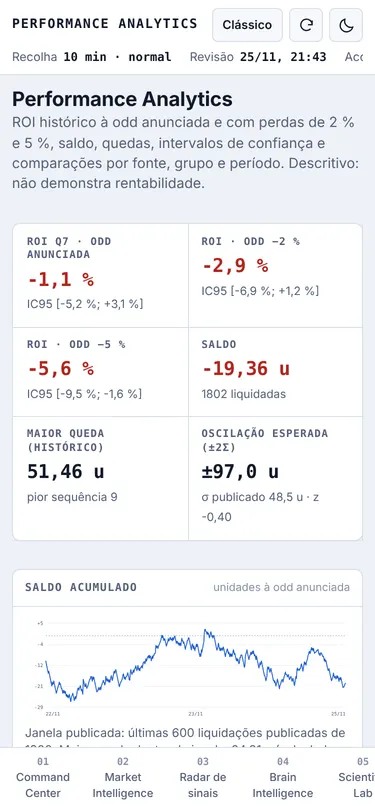 PERFORMANCE ANALYTICS
Clássico
Recolha 10 min · normal Revisão 25/11, 21:43
Performance Analytics
ROI histórico à odd anunciada e com perdas de 2 %
e 5 %, saldo, quedas, intervalos de confiança e
comparações por fonte, grupo e período. Descritivo:
não demonstra rentabilidade.
ROI Q7 · ODD
ANUNCIADA
-1,1 %
IC95 [-5,2 %; +3,1 %]
ROI · ODD −2 %
-2,9 %
IC95 [-6,9 %; +1,2 %]
ROI · ODD −5 %
-5,6 %
IC95 [-9,5 %; -1,6 %]
SALDO
-19,36 u
1802 liquidadas
MAIOR QUEDA
(HISTÓRICO)
51,46 u
pior sequência 9
OSCILAÇÃO ESPERADA
(±2Σ)
±97,0 u
σ publicado 48,5 u · z
-0,40
SALDO ACUMULADO
unidades à odd anunciada
+5
-4
-12
-21
-29
22/11 23/11 25/11
Janela publicada: últimas 600 liquidações publicadas de
01 02 03 04 05
Command Market Radar de Brain
Center Intelligence sinais Intelligence Lab